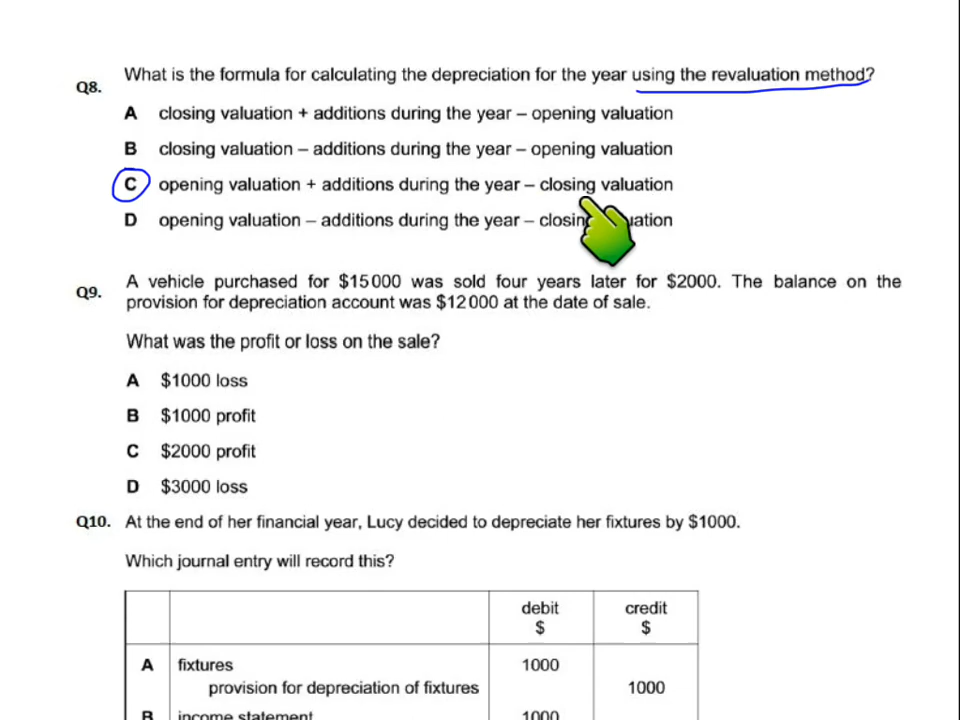 Q8. What is the formula for calculating the depreciation for the year using the revaluation method?
A closing valuation + additions during the year – opening valuation
B closing valuation – additions during the year – opening valuation
C opening valuation + additions during the year – closing valuation
D opening valuation – additions during the year –
Q9. A vehicle purchased for $15000 was sold four years later for $2000. The balance on the
provision for depreciation account was $12000 at the date of sale.
What was the profit or loss on the sale?
A $1000 loss
B $1000 profit
C $2000 profit
D $3000 loss
Q10. At the end of her financial year, Lucy decided to depreciate her fixtures by $1000.
Which journal entry will record this?
debit credit
$ $
A fixtures 1000
provision for depreciation of fixtures 1000
B income statement 1000